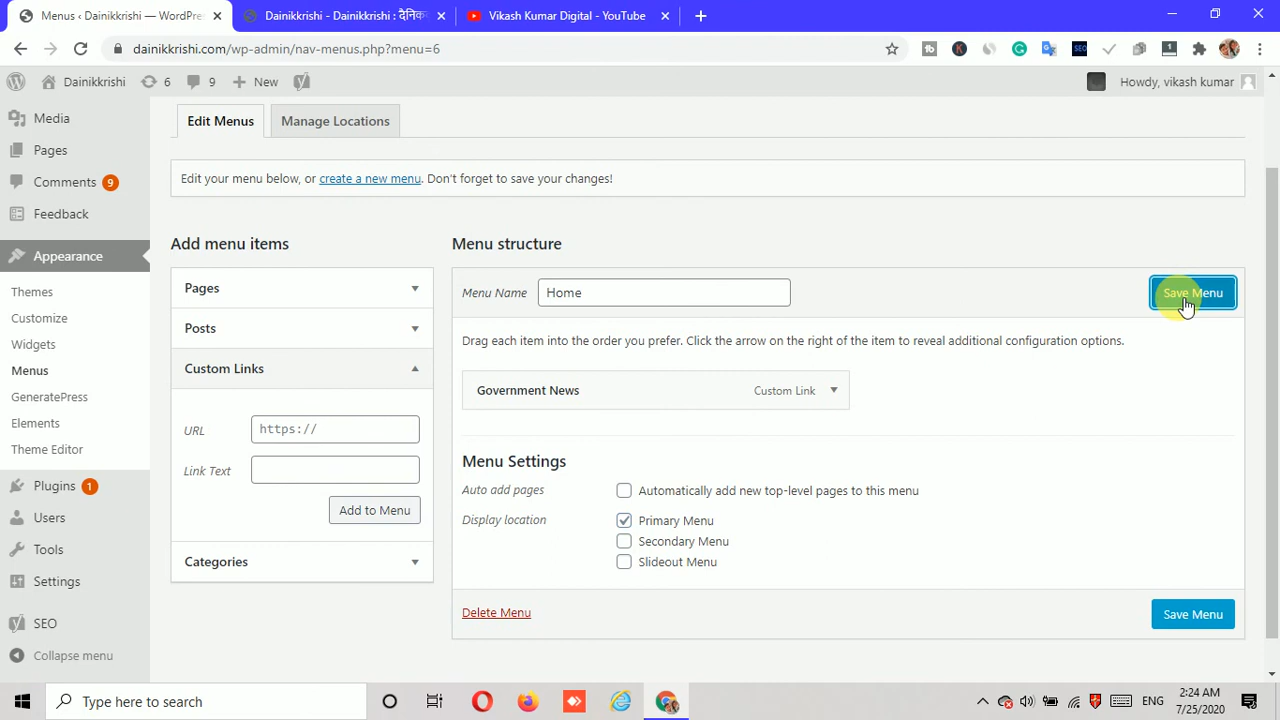 Menus ‹ Dainikkrishi — WordPre
Dainikkrishi - Dainikkrishi : दैनिक
Vikash Kumar Digital - YouTube
dainikkrishi.com/wp-admin/nav-menus.php?menu=6
Dainikkrishi
6
9
New
Howdy, vikash kumar
Media
Pages
Comments 9
Feedback
Appearance
Themes
Customize
Widgets
Menus
GeneratePress
Elements
Theme Editor
Plugins 1
Users
Tools
Settings
SEO
Collapse menu
Edit Menus
Manage Locations
Edit your menu below, or create a new menu. Don't forget to save your changes!
Add menu items
Pages
Posts
Custom Links
URL
https://
Link Text
Add to Menu
Categories
Menu structure
Menu Name
Home
Save Menu
Drag each item into the order you prefer. Click the arrow on the right of the item to reveal additional configuration options.
Government News
Custom Link
Menu Settings
Auto add pages
Automatically add new top-level pages to this menu
Display location
Primary Menu
Secondary Menu
Slideout Menu
Delete Menu
Save Menu
Type here to search
ENG
2:24 AM
7/25/2020